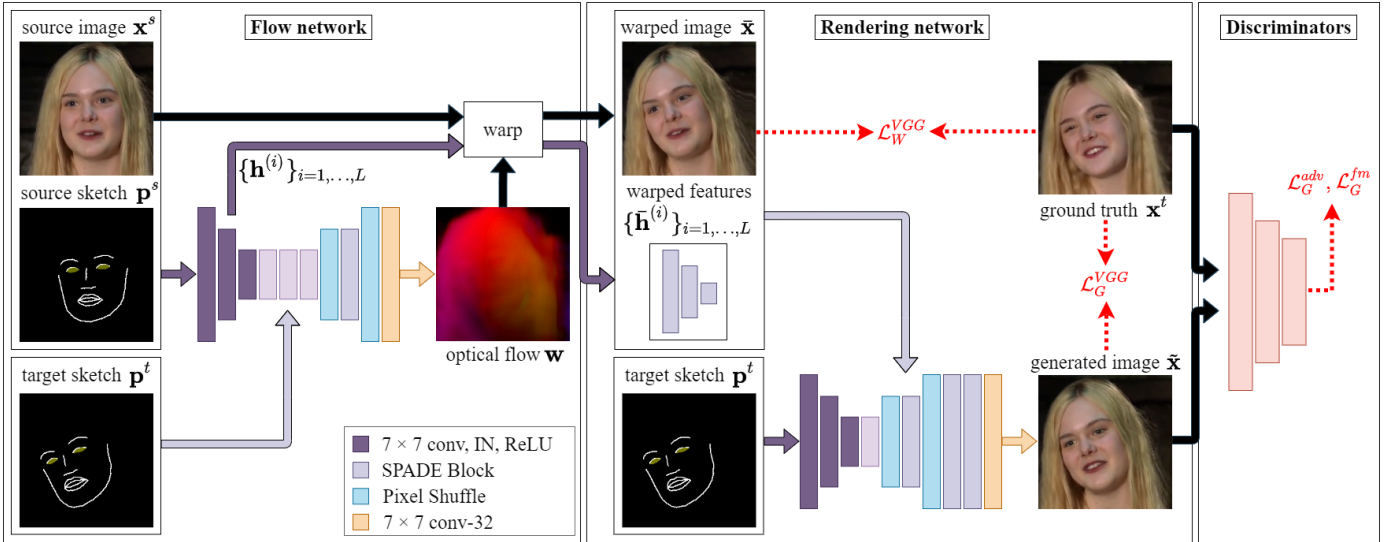 Flow network
source image x^s
source sketch p^s
{h^(i)}_{i=1,…,L}
warp
optical flow w
target sketch p^t
7 × 7 conv, IN, ReLU
SPADE Block
Pixel Shuffle
7 × 7 conv-32
Rendering network
warped image x̄
warped features
{h̄^(i)}_{i=1,…,L}
target sketch p^t
ℒ_W^{VGG}
ground truth x^t
ℒ_G^{VGG}
generated image x̃
Discriminators
ℒ_G^{adv}, ℒ_G^{fm}